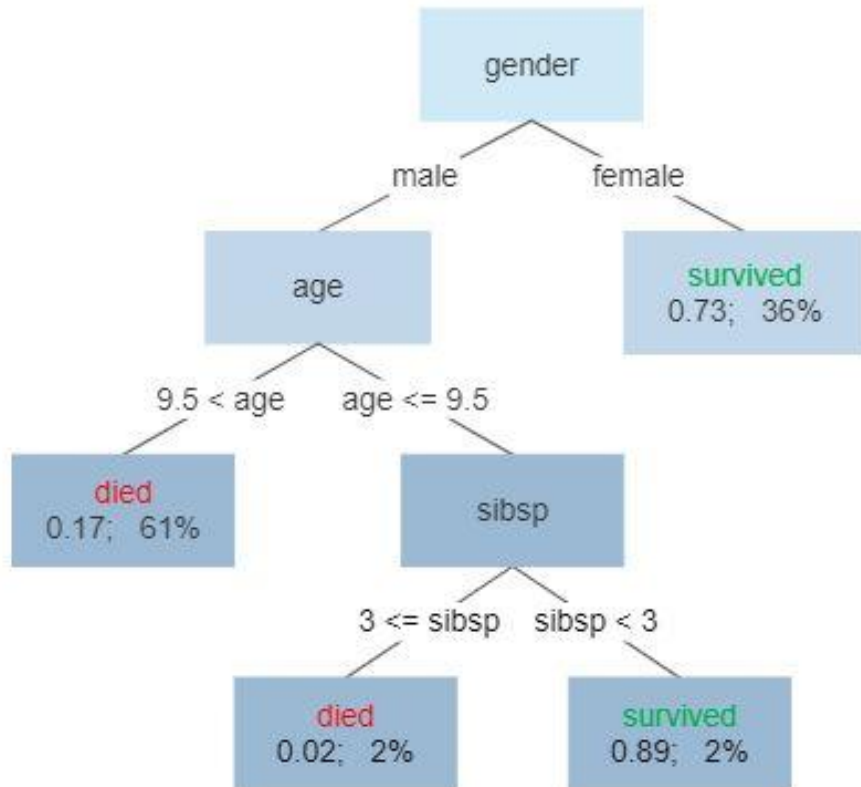 gender
male
female
age
survived
0.73; 36%
9.5 < age
age <= 9.5
died
0.17; 61%
sibsp
3 <= sibsp
sibsp < 3
died
0.02; 2%
survived
0.89; 2%